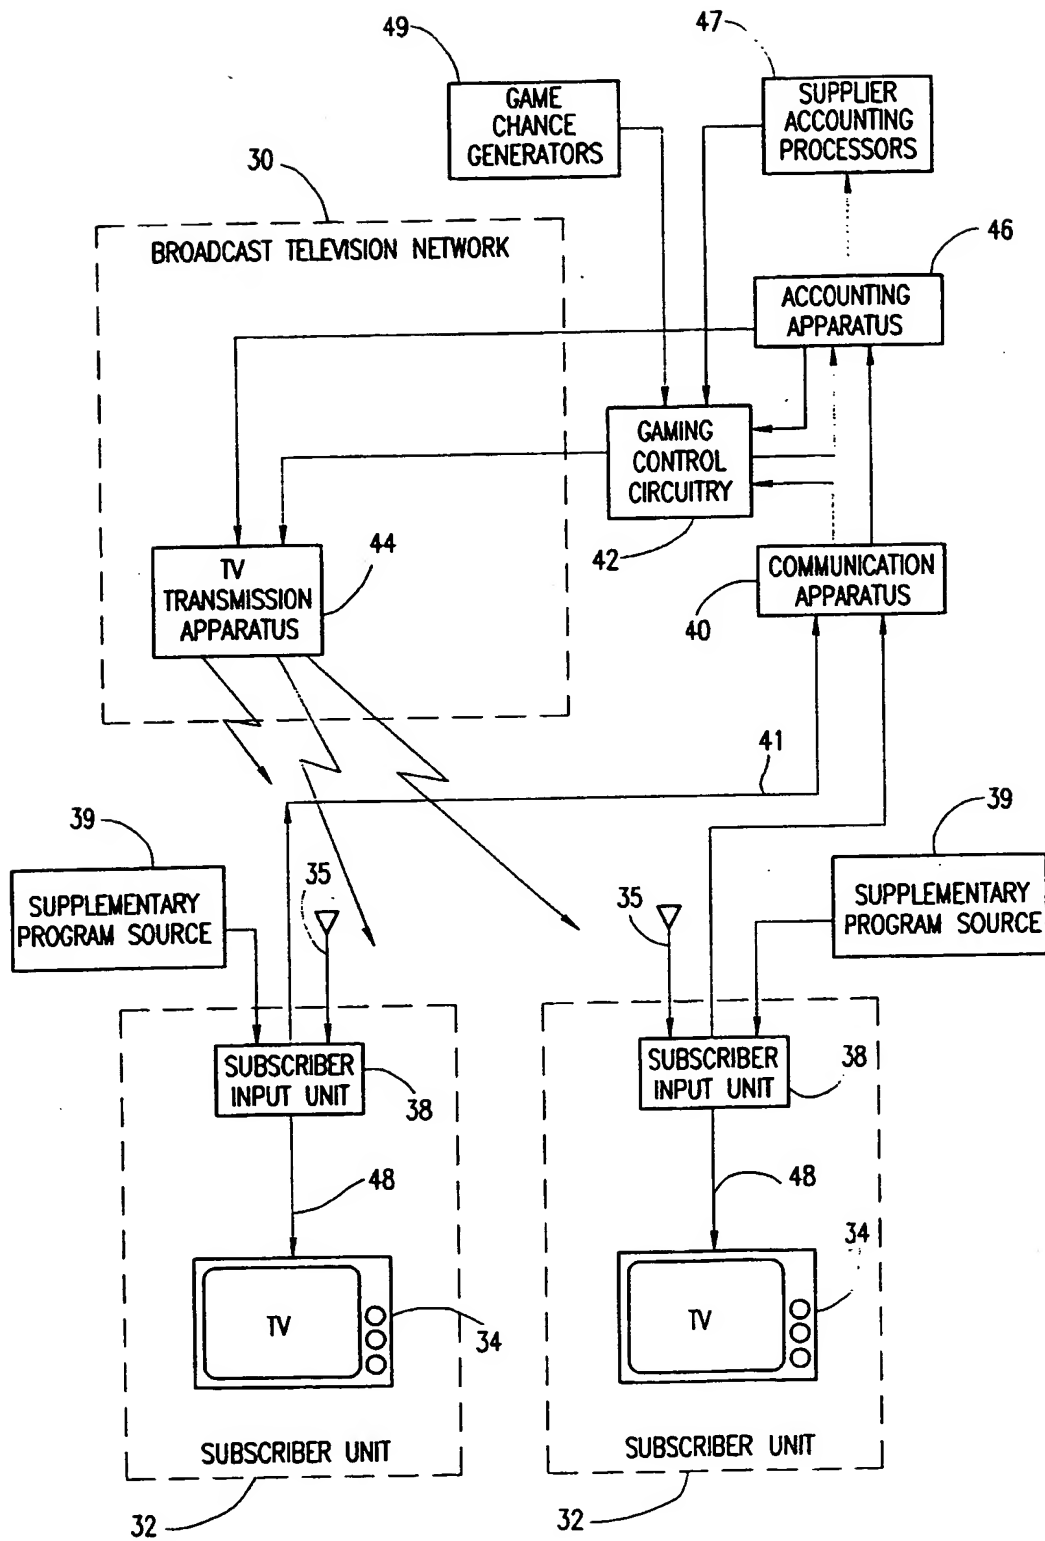 49
47
GAME
CHANCE
GENERATORS
SUPPLIER
ACCOUNTING
PROCESSORS
30
BROADCAST TELEVISION NETWORK
46
ACCOUNTING
APPARATUS
GAMING
CONTROL
CIRCUITRY
44
42
TV
TRANSMISSION
APPARATUS
COMMUNICATION
APPARATUS
40
41
39
39
SUPPLEMENTARY
PROGRAM SOURCE
35
35
SUPPLEMENTARY
PROGRAM SOURCE
SUBSCRIBER
INPUT UNIT
38
SUBSCRIBER
INPUT UNIT
38
48
48
34
TV
34
TV
SUBSCRIBER UNIT
SUBSCRIBER UNIT
32
32